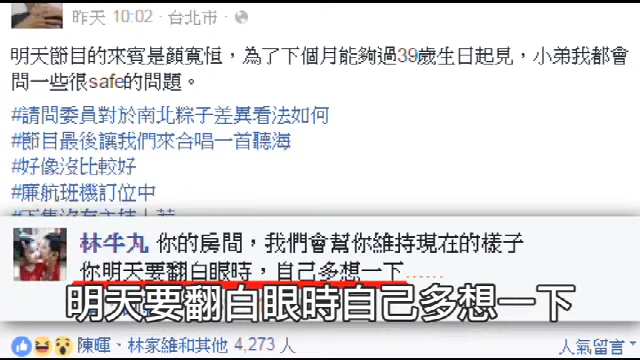 昨天 10:02 · 台北市 ·
明天節目的來賓是顏寬恒，為了下個月能夠過39歲生日起見，小弟我都會
問一些很safe的問題。
#請問委員對於南北粽子差異看法如何
#節目最後讓我們來合唱一首聽海
#好像沒比較好
#廉航班機訂位中
林牛丸 你的房間，我們會幫你維持現在的樣子
你明天要翻白眼時，自己多想一下......
明天要翻白眼時自己多想一下
陳暉、林家維和其他 4,273 人
人氣留言